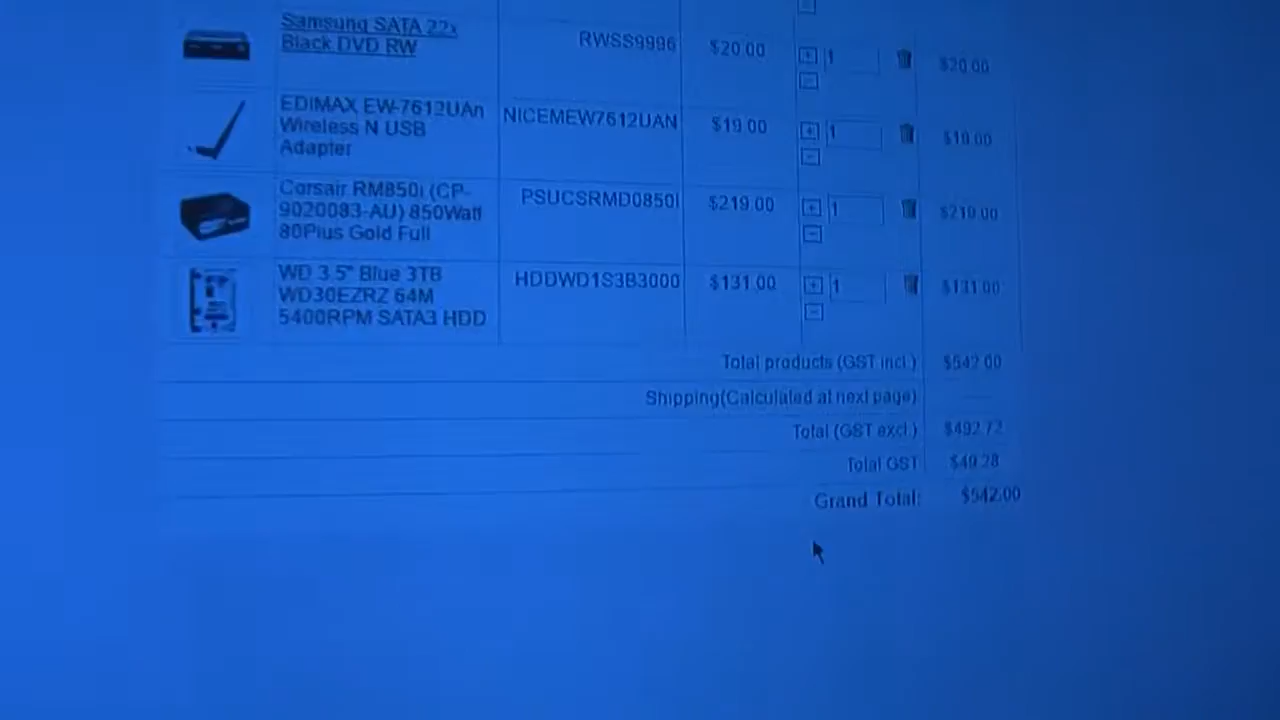 Samsung SATA 22x
Black DVD RW
RWSS9996
$20.00
1
$20.00
EDIMAX EW-7612UAn
Wireless N USB
Adapter
NICEMEW7612UAN
$19.00
1
$19.00
Corsair RM850i (CP-
9020083-AU) 850Watt
80Plus Gold Full
PSUCSRMD0850I
$219.00
1
$219.00
WD 3.5" Blue 3TB
WD30EZRZ 64M
5400RPM SATA3 HDD
HDDWD1S3B3000
$131.00
1
$131.00
Total products (GST incl.) $542.00
Shipping(Calculated at next page)
Total (GST excl.) $492.72
Total GST $49.28
Grand Total: $542.00